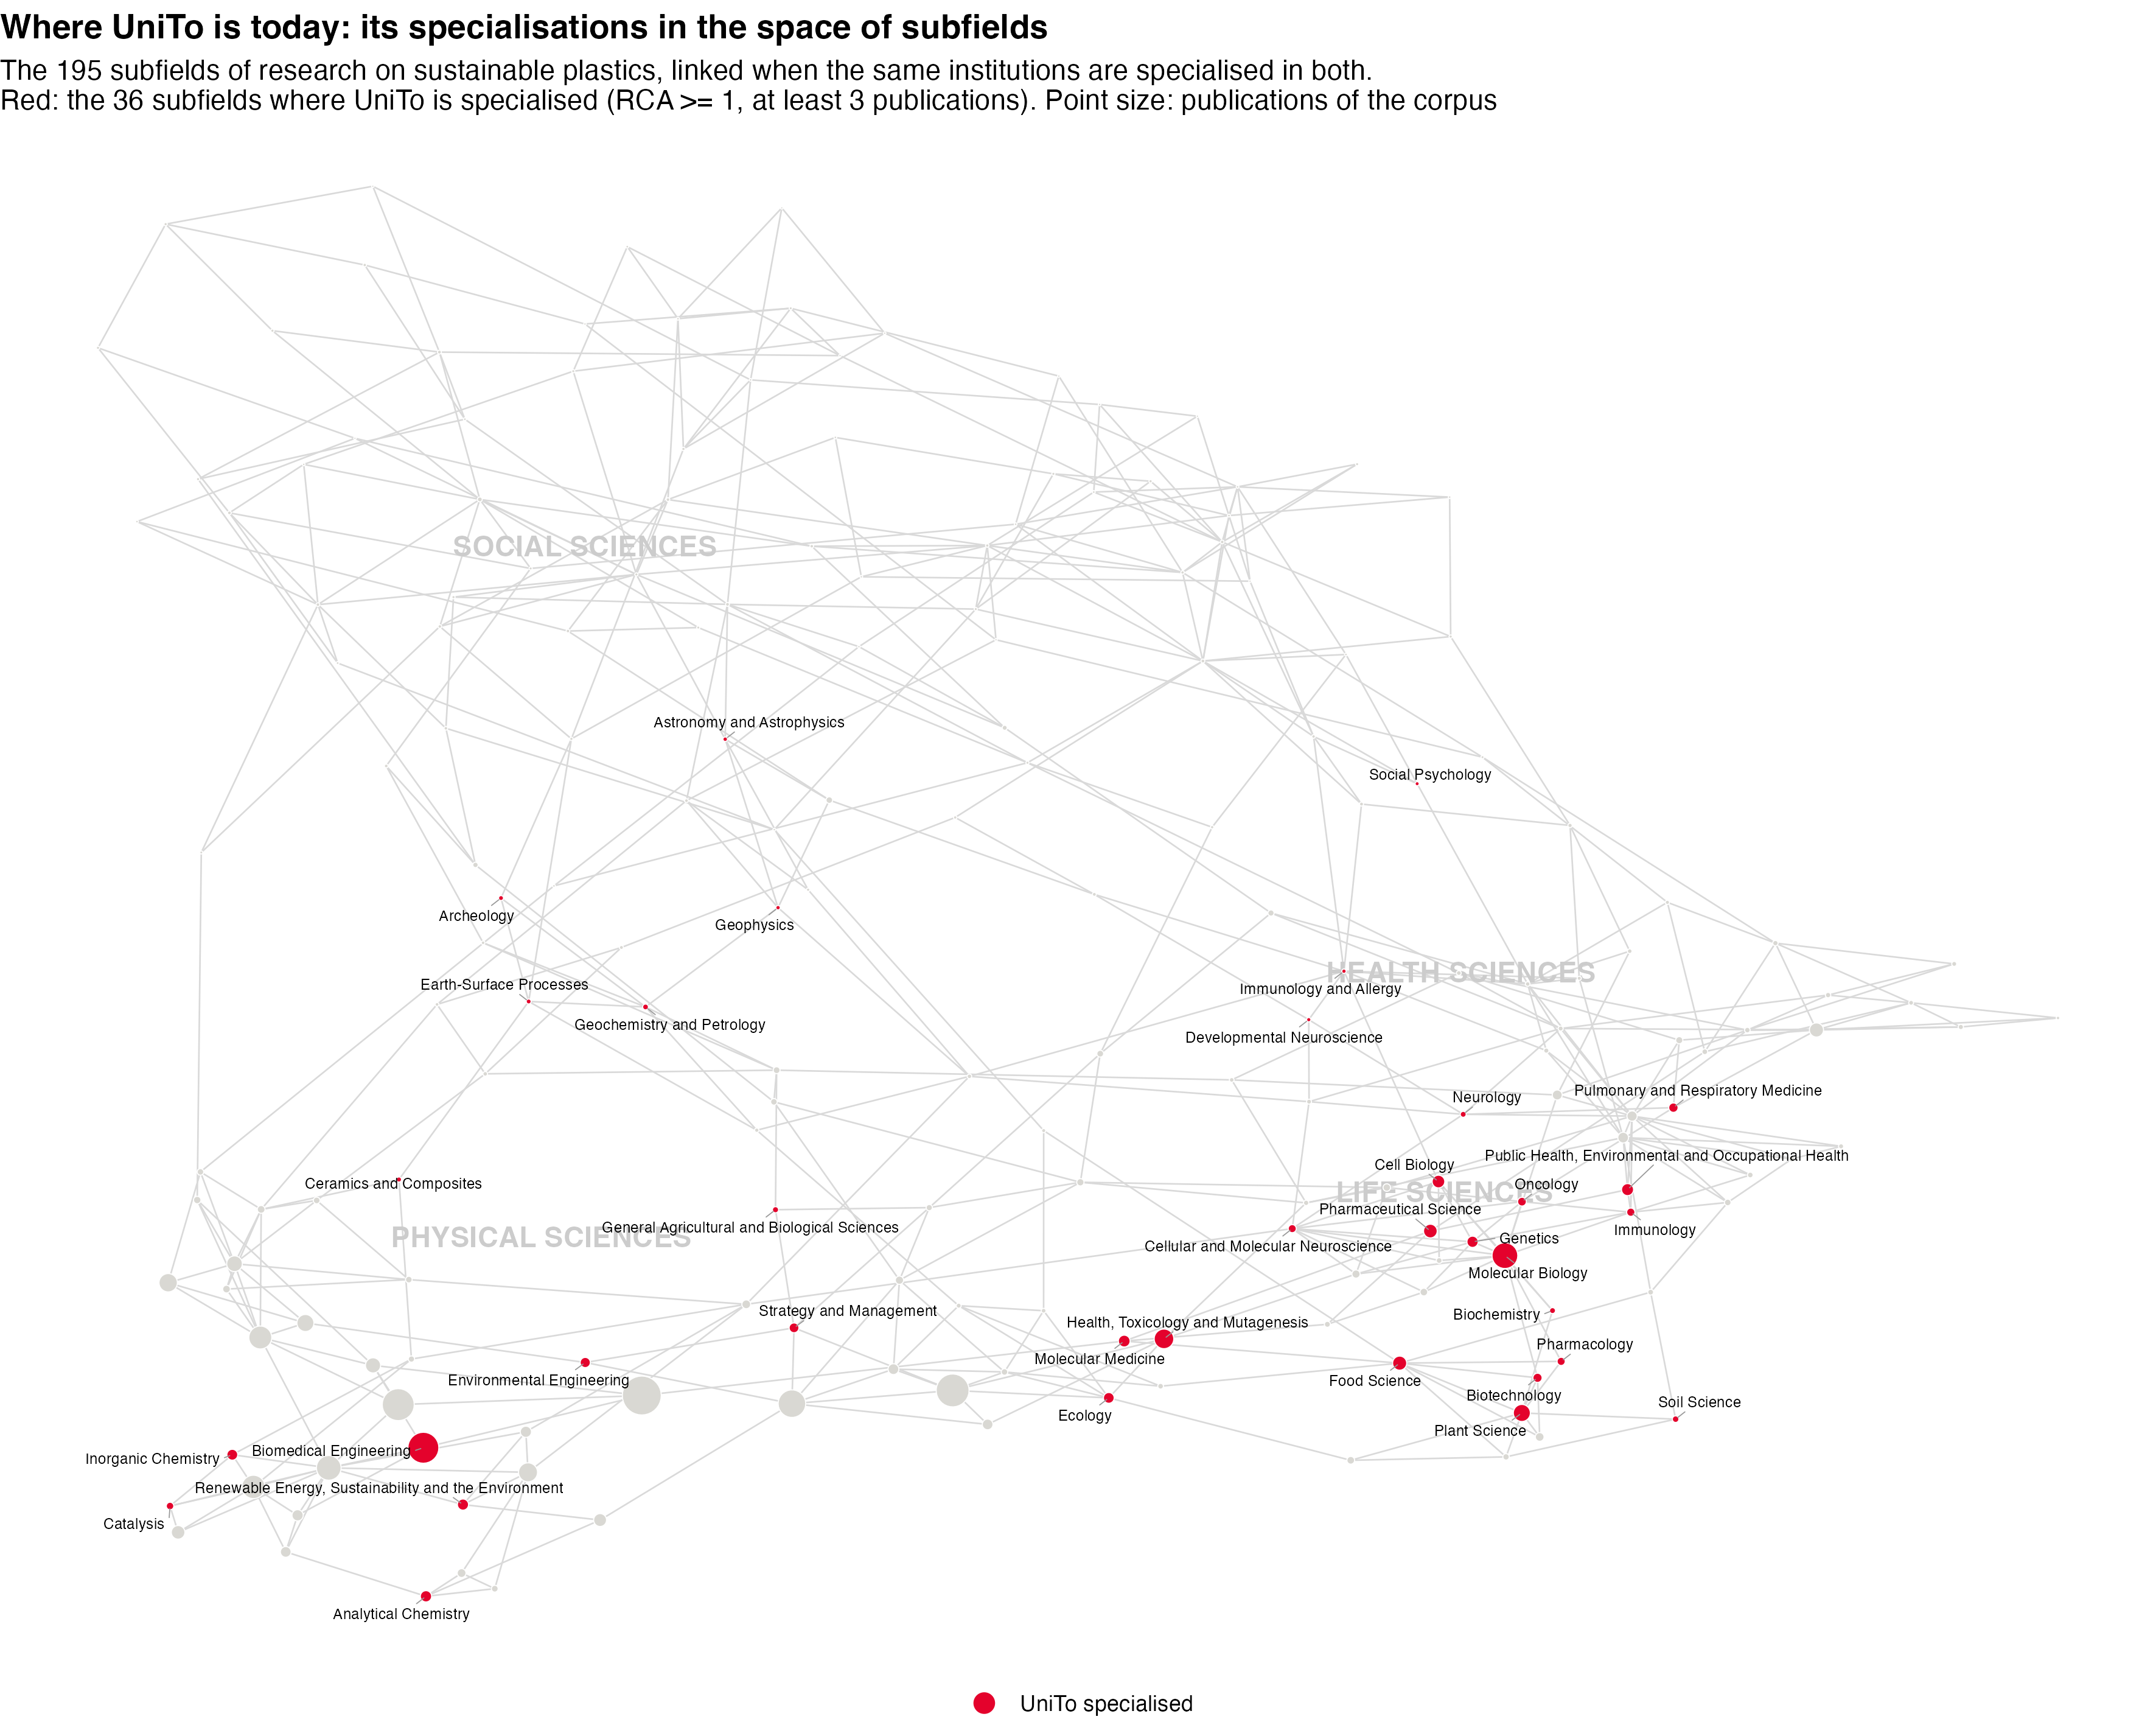 Where UniTo is today: its specialisations in the space of subfields
The 195 subfields of research on sustainable plastics, linked when the same institutions are specialised in both.
Red: the 36 subfields where UniTo is specialised (RCA >= 1, at least 3 publications). Point size: publications of the corpus
SOCIAL SCIENCES
Astronomy and Astrophysics
Social Psychology
Archeology
Geophysics
HEALTH SCIENCES
Earth-Surface Processes
Immunology and Allergy
Geochemistry and Petrology
Developmental Neuroscience
Pulmonary and Respiratory Medicine
Neurology
Public Health, Environmental and Occupational Health
Cell Biology
Ceramics and Composites
Oncology
LIFE SCIENCES
Pharmaceutical Science
General Agricultural and Biological Sciences
Immunology
PHYSICAL SCIENCES
Genetics
Cellular and Molecular Neuroscience
Molecular Biology
Strategy and Management
Biochemistry
Health, Toxicology and Mutagenesis
Pharmacology
Molecular Medicine
Environmental Engineering
Food Science
Biotechnology
Soil Science
Ecology
Plant Science
Biomedical Engineering
Inorganic Chemistry
Renewable Energy, Sustainability and the Environment
Catalysis
Analytical Chemistry
UniTo specialised